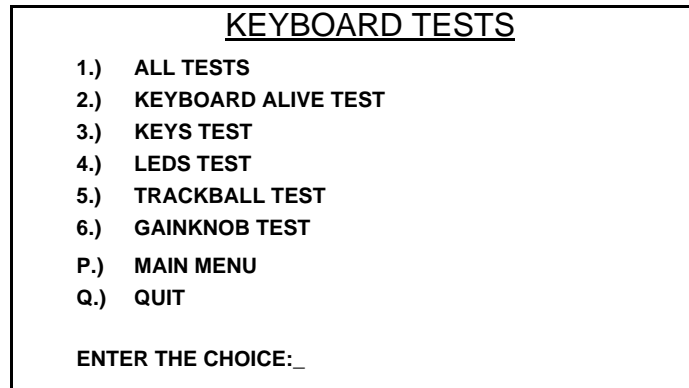 KEYBOARD TESTS
1.) ALL TESTS
2.) KEYBOARD ALIVE TEST
3.) KEYS TEST
4.) LEDS TEST
5.) TRACKBALL TEST
6.) GAINKNOB TEST
P.) MAIN MENU
Q.) QUIT
ENTER THE CHOICE:_